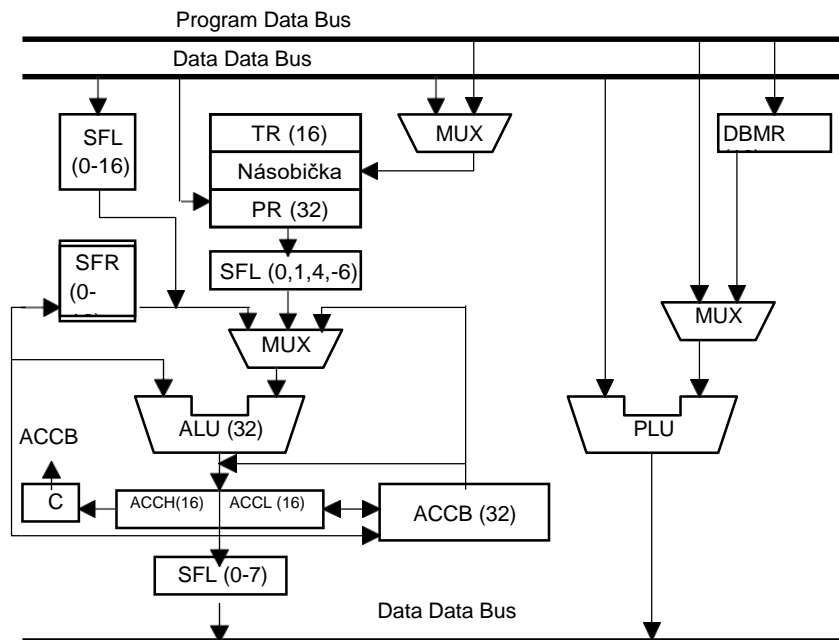 Program Data Bus
Data Data Bus
SFL
(0-16)
TR (16)
Násobička
PR (32)
MUX
DBMR
SFR
(0-
SFL (0,1,4,-6)
MUX
MUX
ALU (32)
PLU
ACCB
C
ACCH(16) ACCL (16)
ACCB (32)
SFL (0-7)
Data Data Bus